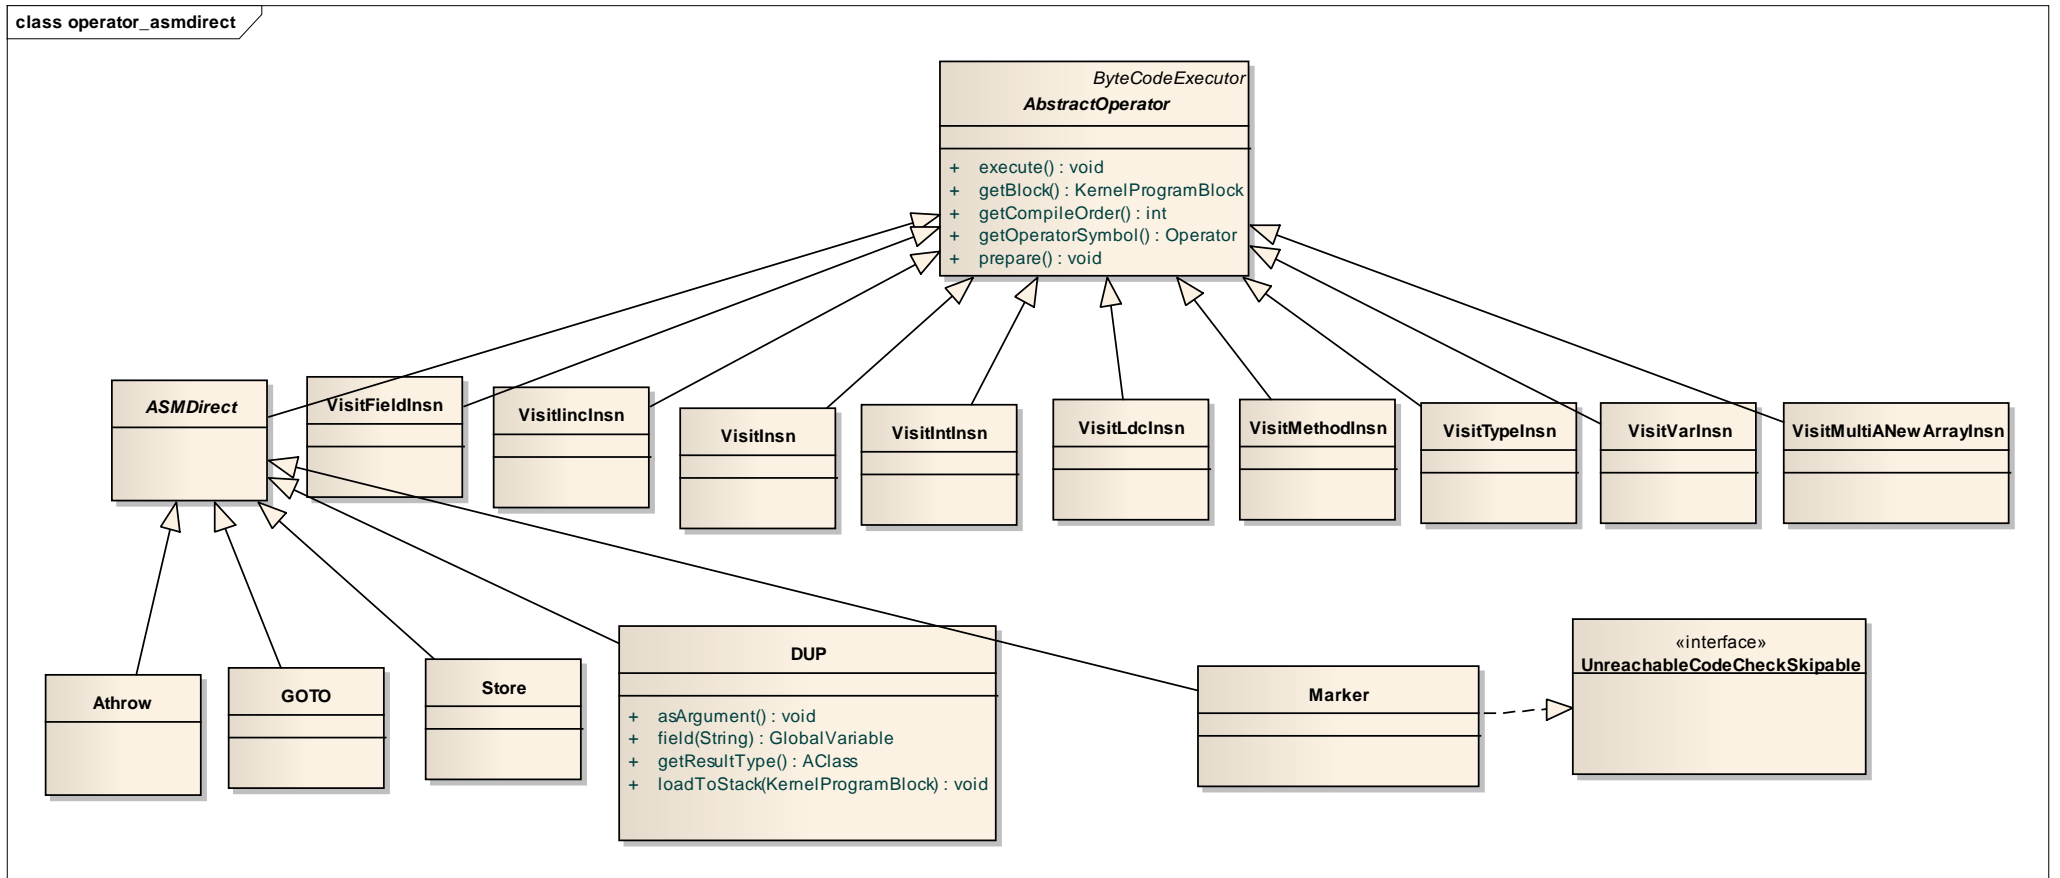 class operator_asmdirect
ByteCodeExecutor
AbstractOperator
+ execute() : void
+ getBlock() : KernelProgramBlock
+ getCompileOrder() : int
+ getOperatorSymbol() : Operator
+ prepare() : void
ASMDirect
VisitFieldInsn
VisitIincInsn
VisitInsn
VisitIntInsn
VisitLdcInsn
VisitMethodInsn
VisitTypeInsn
VisitVarInsn
VisitMultiANewArrayInsn
Athrow
GOTO
Store
DUP
+ asArgument() : void
+ field(String) : GlobalVariable
+ getResultType() : AClass
+ loadToStack(KernelProgramBlock) : void
Marker
«interface»
UnreachableCodeCheckSkipable